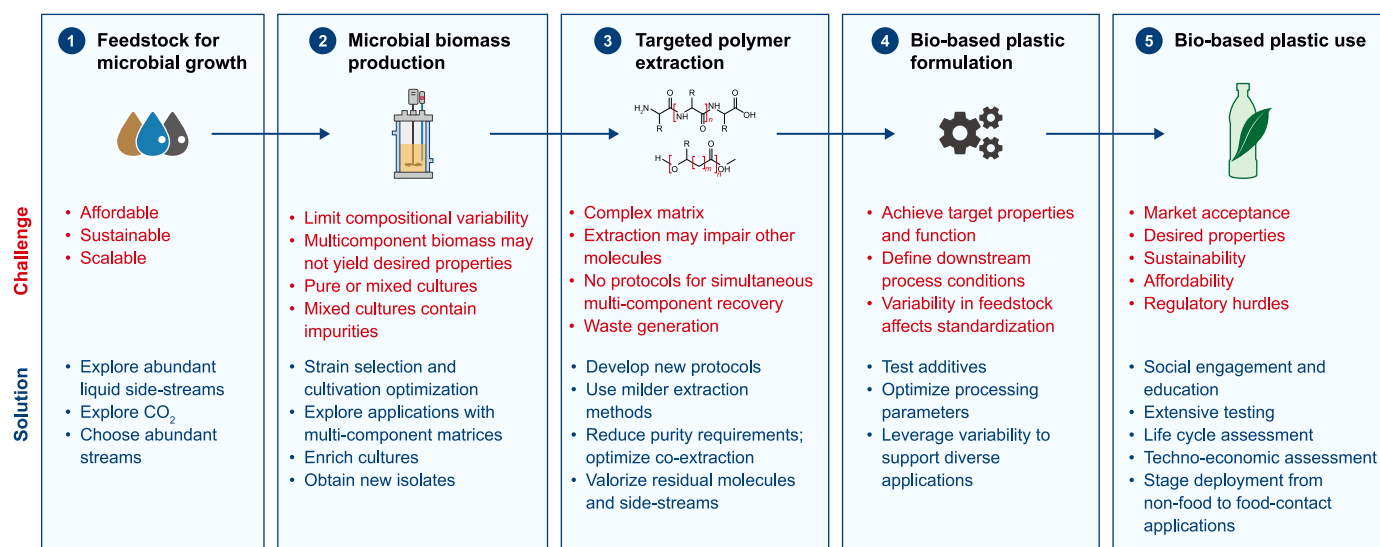 1 Feedstock for
microbial growth
2 Microbial biomass
production
3 Targeted polymer
extraction
4 Bio-based plastic
formulation
5 Bio-based plastic use
H₂N
R
O
NH
R
O
n
NH
O
R
OH
H
O
R
m
O
n
OH
Challenge
• Affordable
• Sustainable
• Scalable
• Limit compositional variability
• Multicomponent biomass may
not yield desired properties
• Pure or mixed cultures
• Mixed cultures contain
impurities
• Complex matrix
• Extraction may impair other
molecules
• No protocols for simultaneous
multi-component recovery
• Waste generation
• Achieve target properties
and function
• Define downstream
process conditions
• Variability in feedstock
affects standardization
• Market acceptance
• Desired properties
• Sustainability
• Affordability
• Regulatory hurdles
Solution
• Explore abundant
liquid side-streams
• Explore CO₂
• Choose abundant
streams
• Strain selection and
cultivation optimization
• Explore applications with
multi-component matrices
• Enrich cultures
• Obtain new isolates
• Develop new protocols
• Use milder extraction
methods
• Reduce purity requirements;
optimize co-extraction
• Valorize residual molecules
and side-streams
• Test additives
• Optimize processing
parameters
• Leverage variability to
support diverse
applications
• Social engagement and
education
• Extensive testing
• Life cycle assessment
• Techno-economic assessment
• Stage deployment from
non-food to food-contact
applications